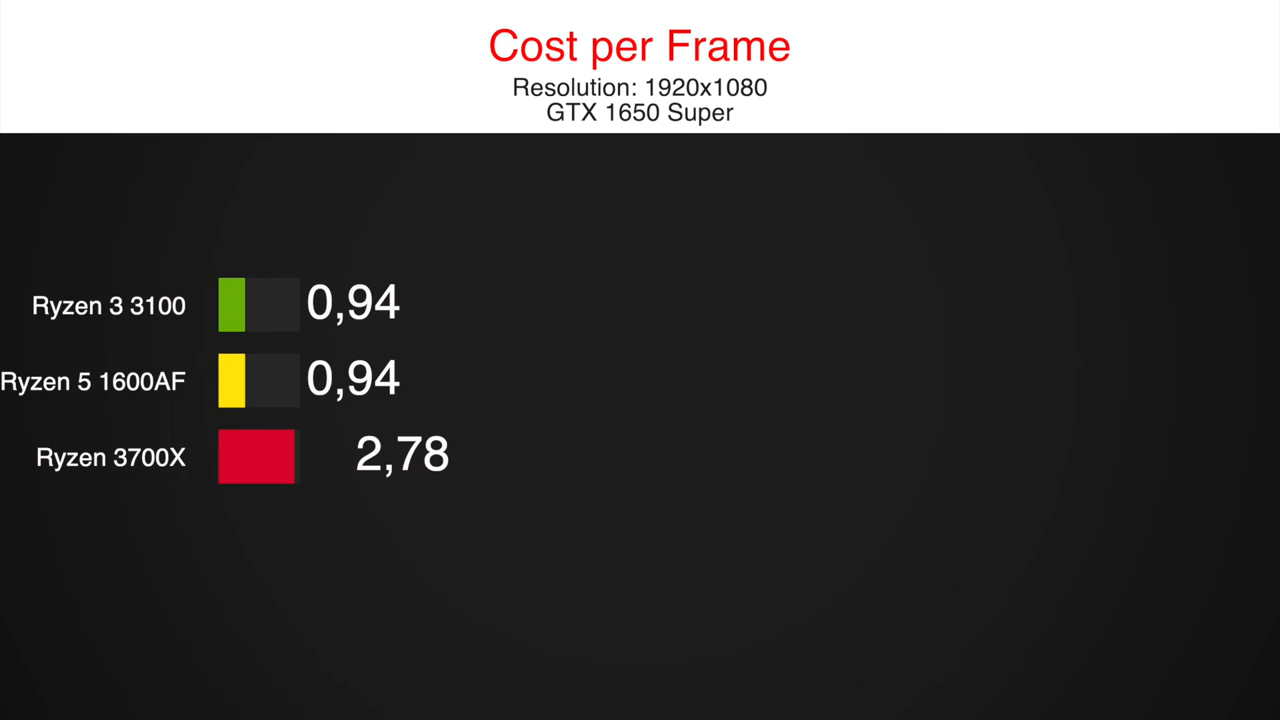 Cost per Frame
Resolution: 1920x1080
GTX 1650 Super
Ryzen 3 3100 0,94
Ryzen 5 1600AF 0,94
Ryzen 3700X 2,78